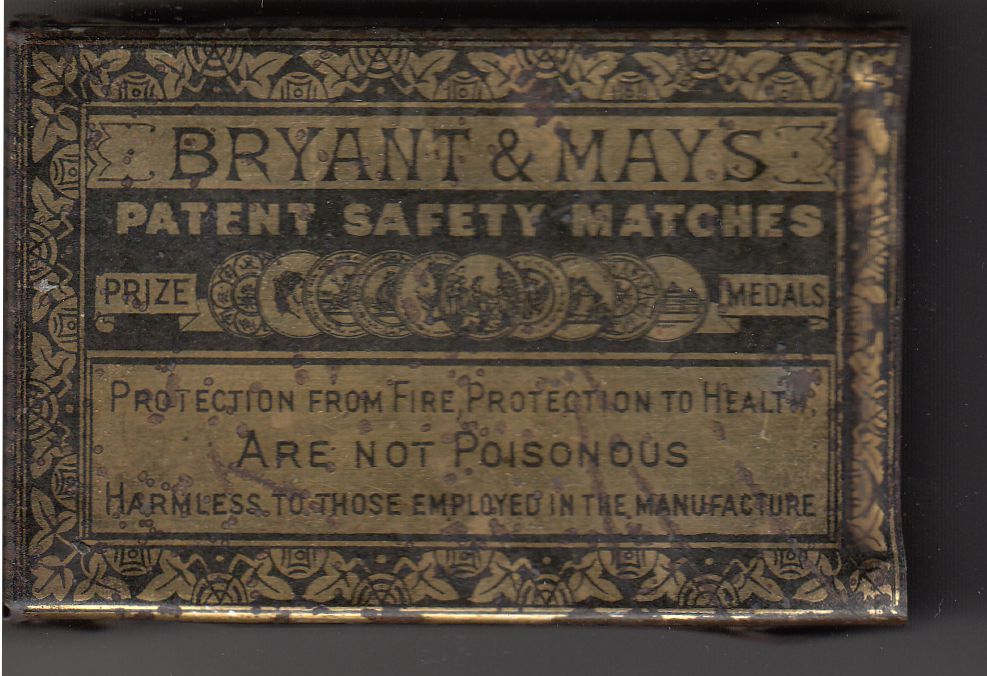 BRYANT & MAY'S
PATENT SAFETY MATCHES
PRIZE MEDALS
PROTECTION FROM FIRE, PROTECTION TO HEALTH,
ARE NOT POISONOUS
HARMLESS TO THOSE EMPLOYED IN THE MANUFACTURE